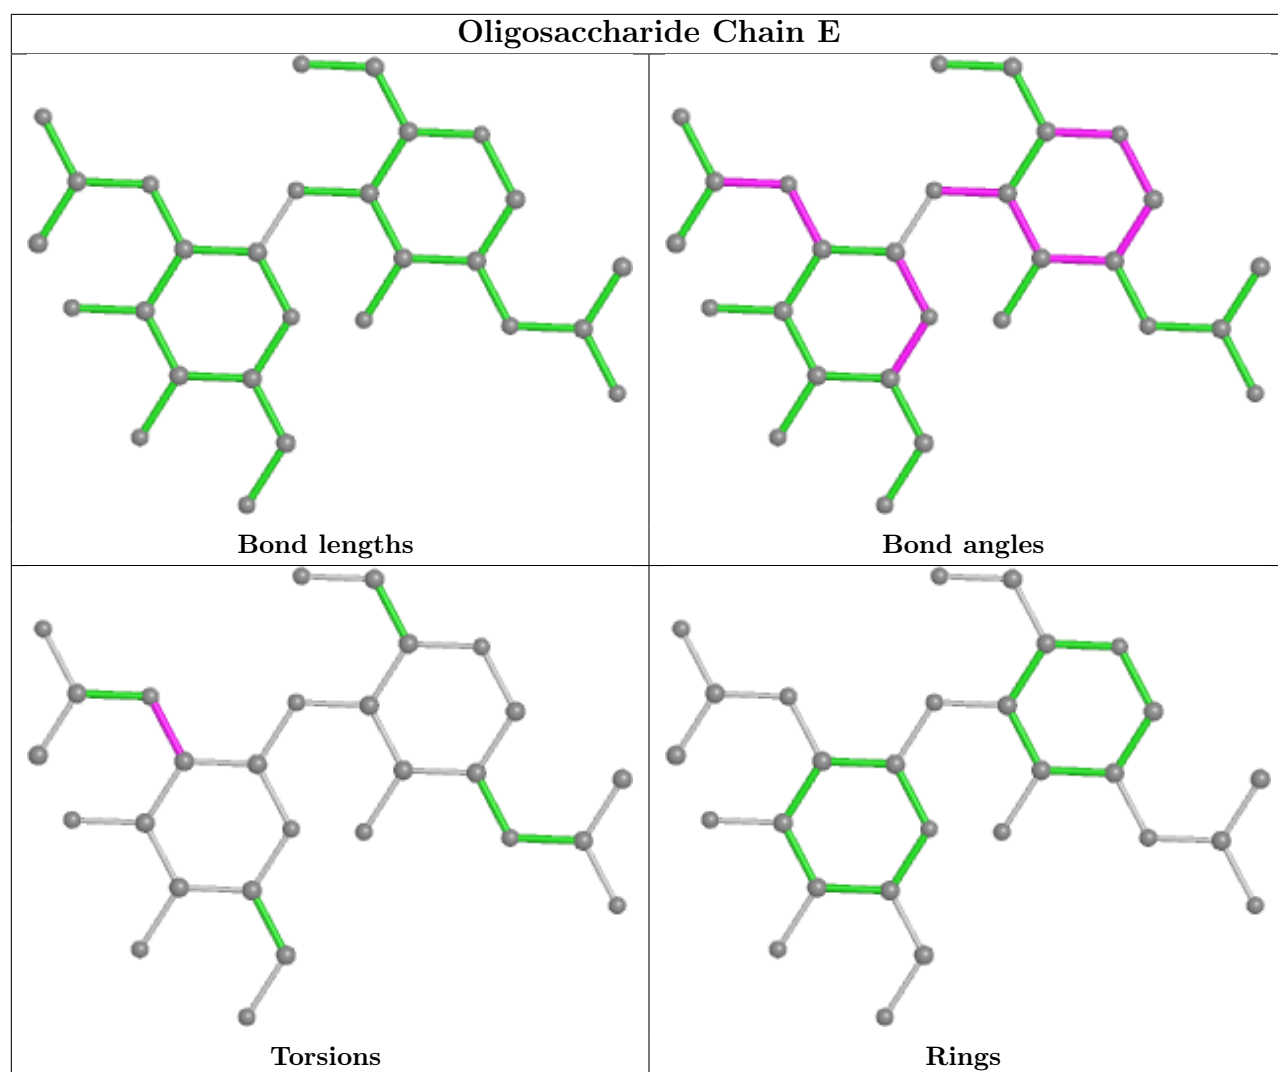 Oligosaccharide Chain E
Bond lengths
Bond angles
Torsions
Rings